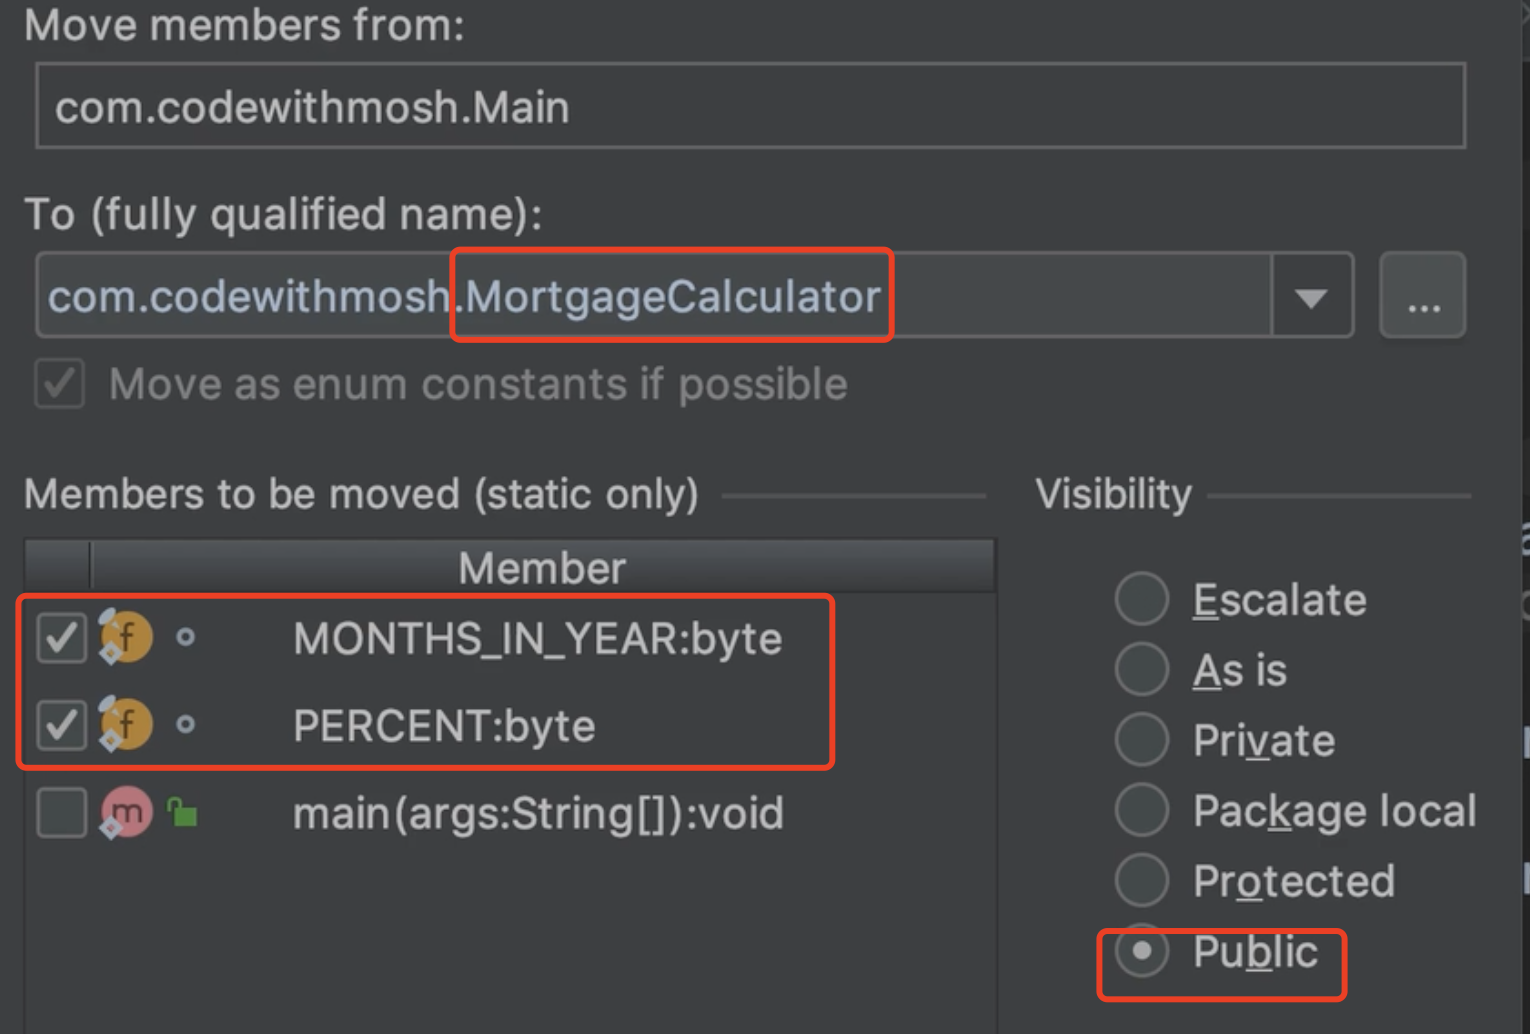 Move members from:
com.codewithmosh.Main
To (fully qualified name):
com.codewithmosh.MortgageCalculator
...
Move as enum constants if possible
Members to be moved (static only)
Member
f MONTHS_IN_YEAR:byte
f PERCENT:byte
m main(args:String[]):void
Visibility
Escalate
As is
Private
Package local
Protected
Public